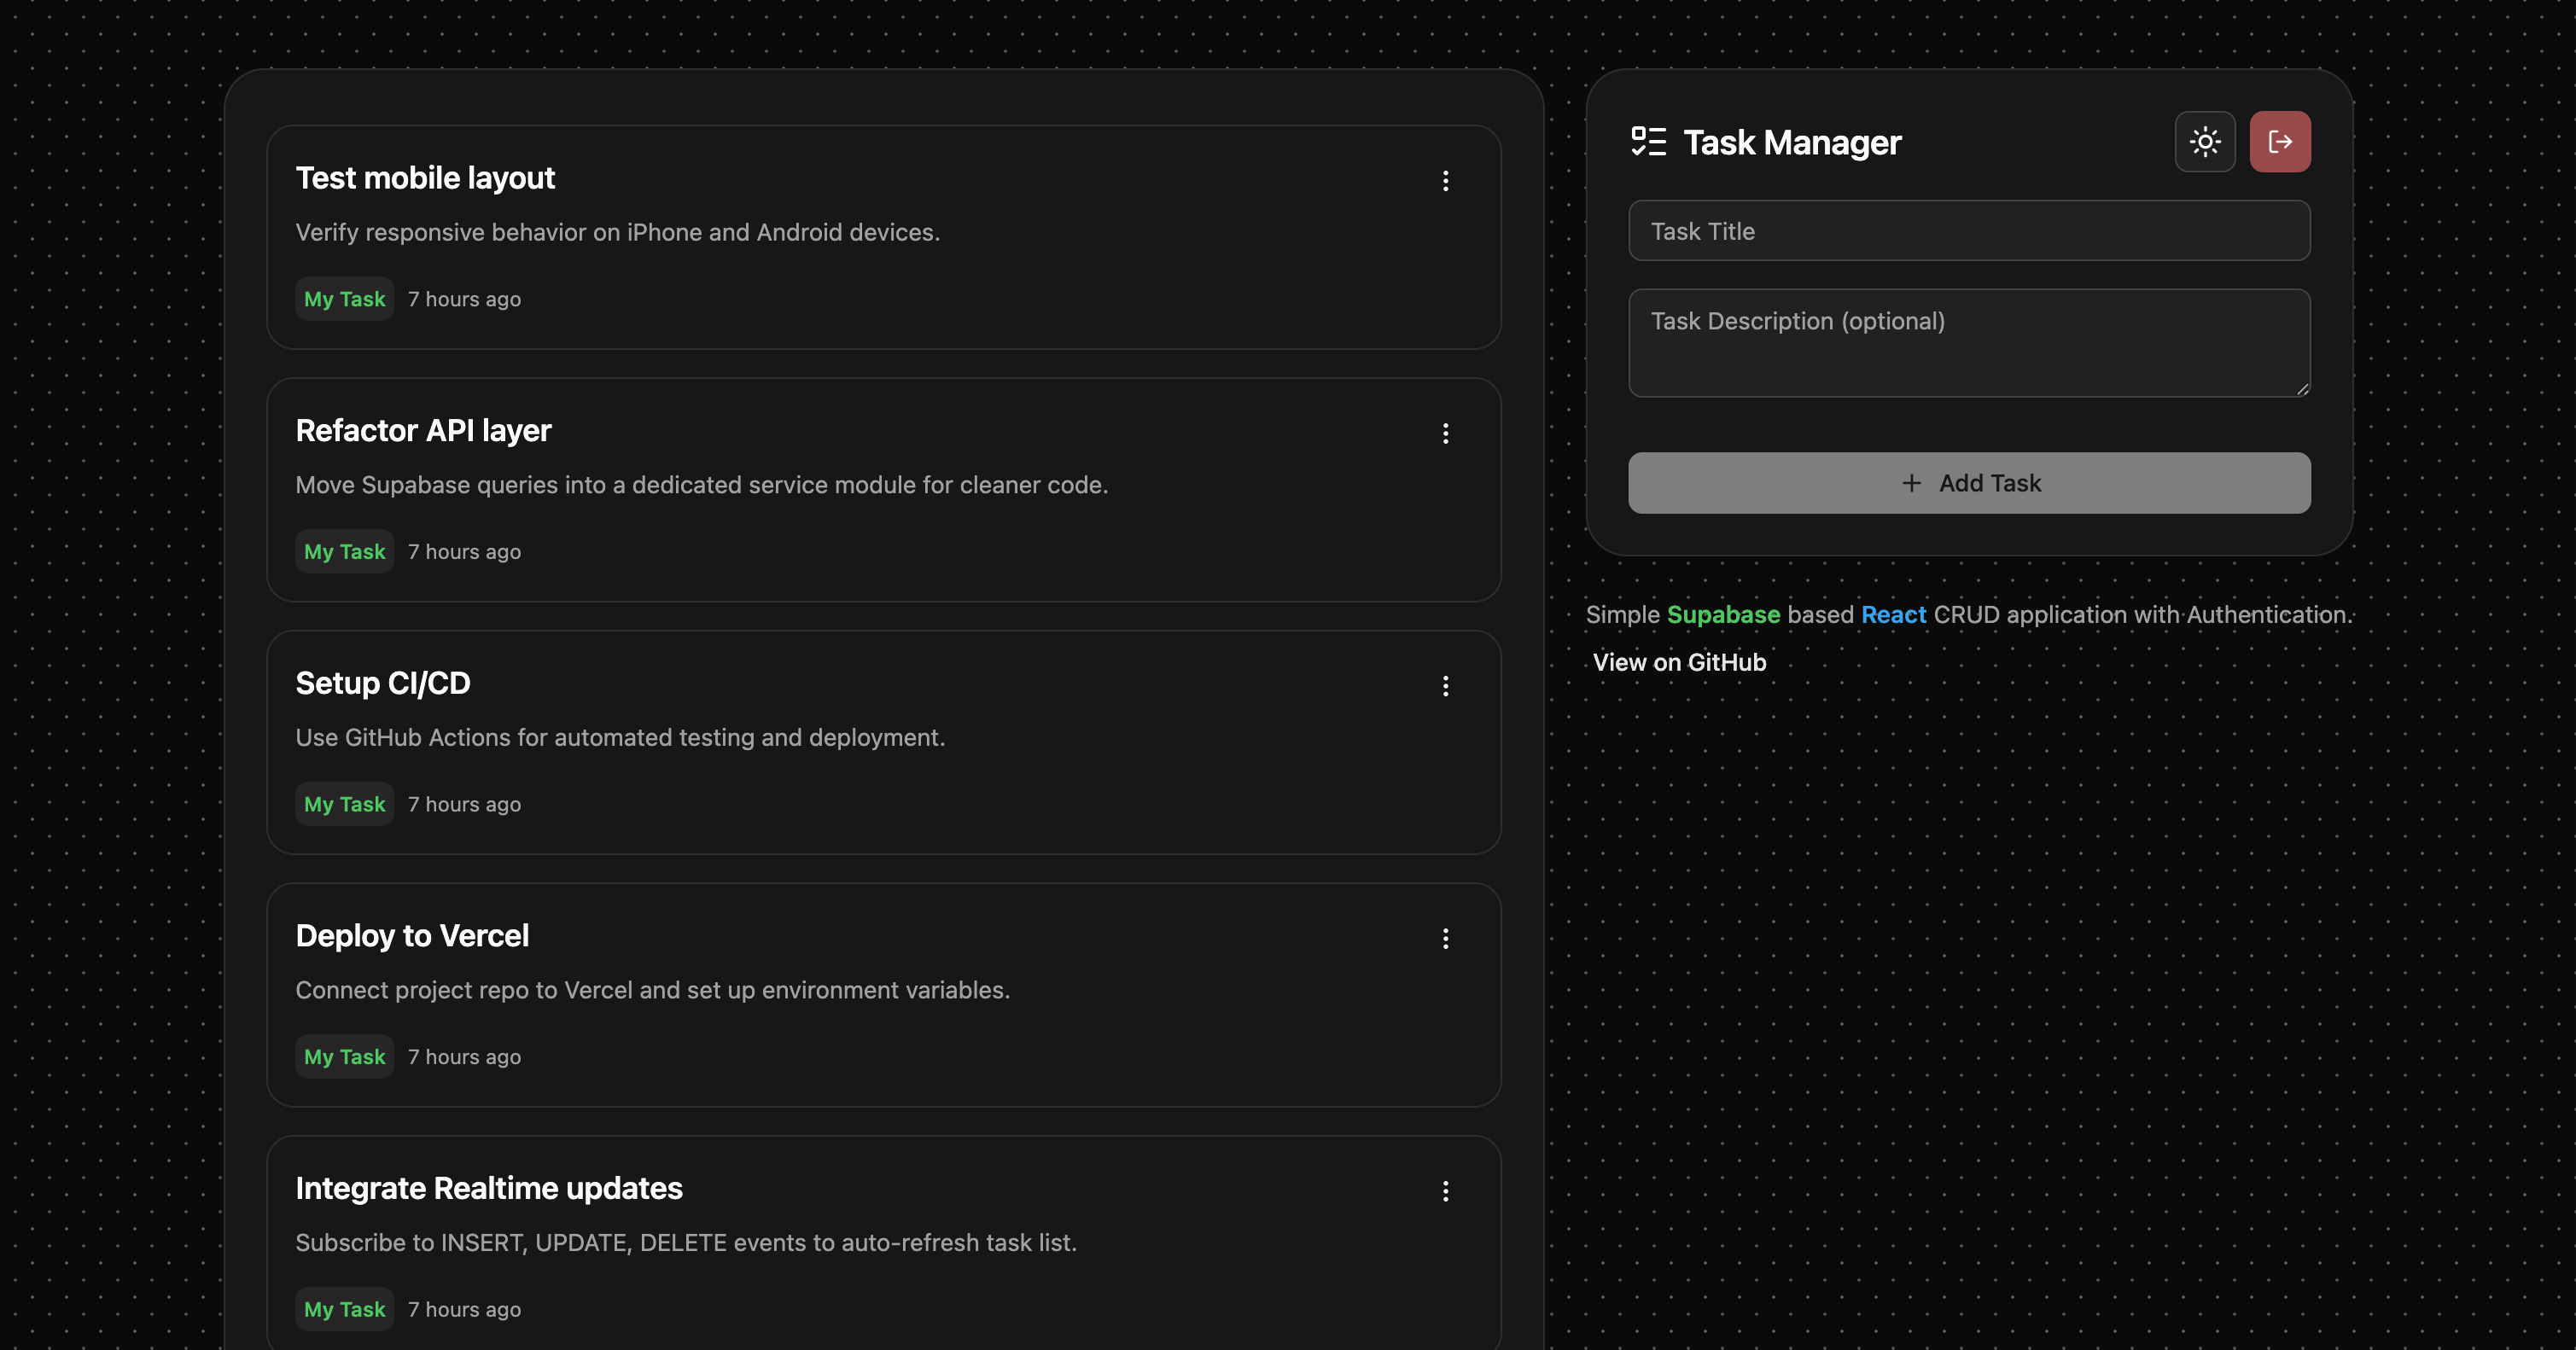 Test mobile layout
Verify responsive behavior on iPhone and Android devices.
My Task 7 hours ago
Refactor API layer
Move Supabase queries into a dedicated service module for cleaner code.
My Task 7 hours ago
Setup CI/CD
Use GitHub Actions for automated testing and deployment.
My Task 7 hours ago
Deploy to Vercel
Connect project repo to Vercel and set up environment variables.
My Task 7 hours ago
Integrate Realtime updates
Subscribe to INSERT, UPDATE, DELETE events to auto-refresh task list.
My Task 7 hours ago
Task Manager
Task Title
Task Description (optional)
Add Task
Simple Supabase based React CRUD application with Authentication.
View on GitHub